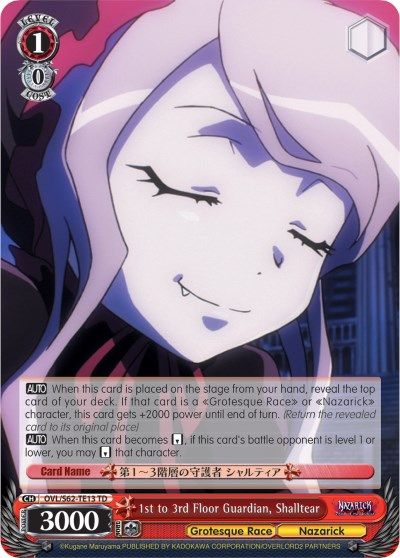 LEVEL
1
0
COST
AUTO When this card is placed on the stage from your hand, reveal the top
card of your deck. If that card is a «Grotesque Race» or «Nazarick»
character, this card gets +2000 power until end of turn. (Return the revealed
card to its original place)
AUTO When this card becomes , if this card's battle opponent is level 1 or
lower, you may that character.
Card Name 第1~3階層の守護者 シャルティア
CH OVL/S62-TE13 TD
1st to 3rd Floor Guardian, Shalltear
NAZARICK
POWER
3000
Grotesque Race
Nazarick
©Kugane Maruyama,PUBLISHED BY KADOKAWA CORPORATION/OVERLORD2 PARTNERS